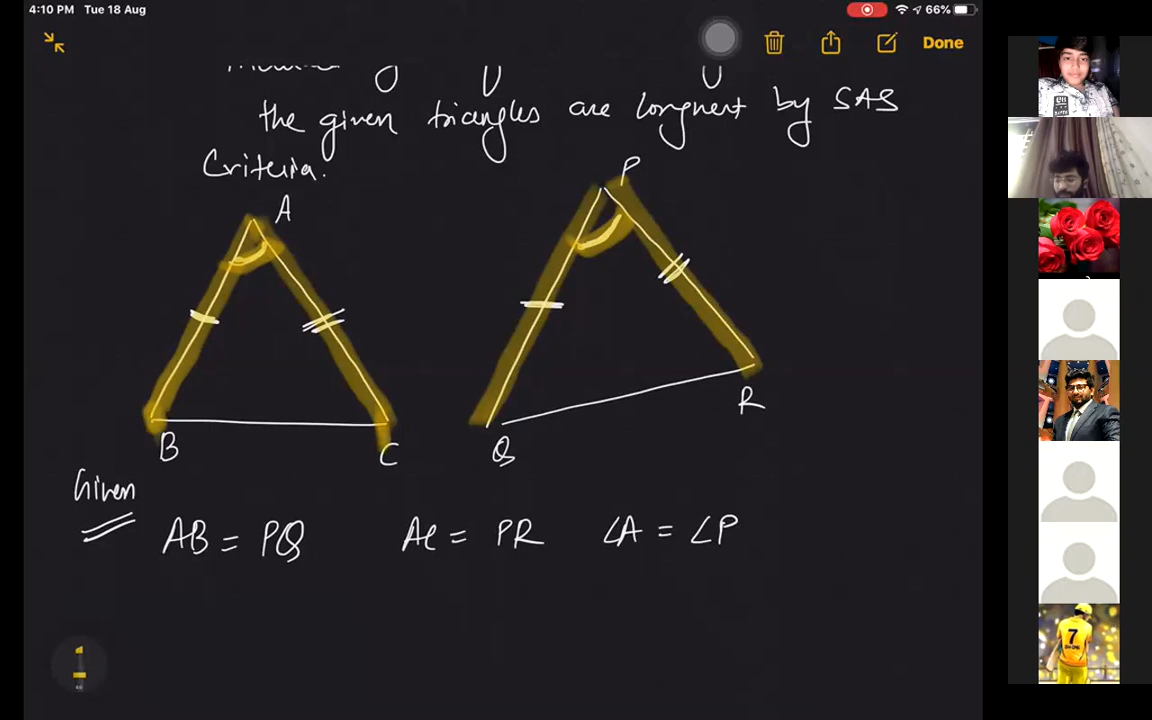 4:10 PM Tue 18 Aug
66%
Done
the given triangles are congruent by SAS
Criteria.
A
P
B
C
Q
R
Given
AB = PQ AC = PR ∠A = ∠P
7